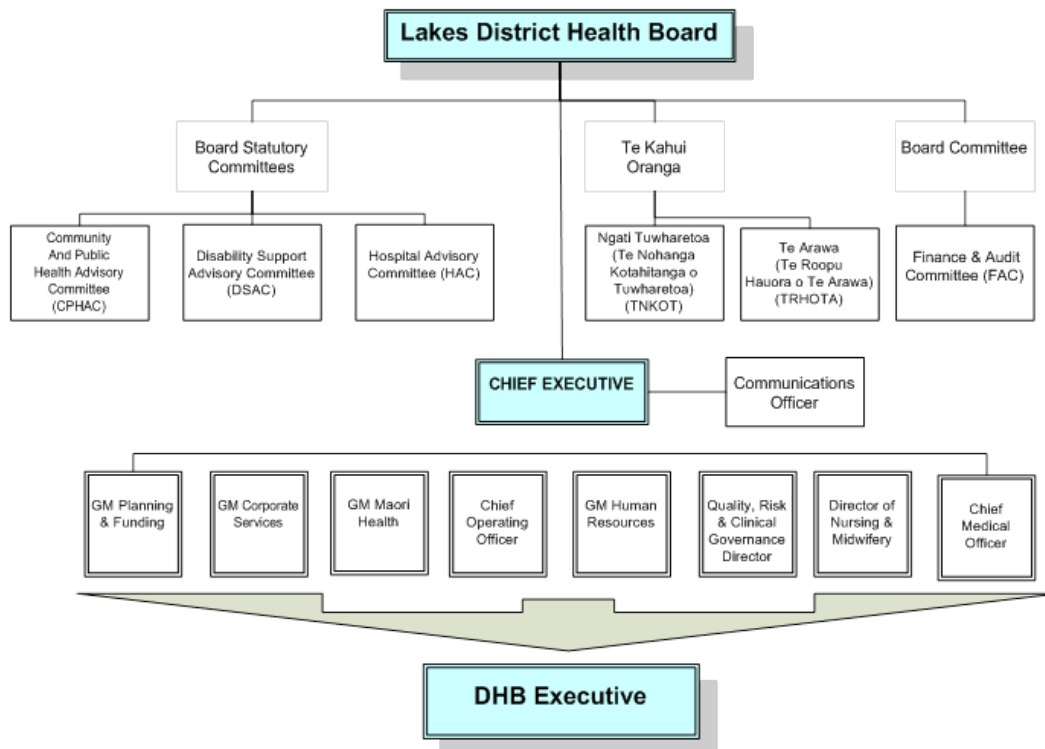 Lakes District Health Board
Board Statutory
Committees
Te Kahui
Oranga
Board Committee
Community
And Public
Health Advisory
Committee
(CPHAC)
Disability Support
Advisory Committee
(DSAC)
Hospital Advisory
Committee (HAC)
Ngati Tuwharetoa
(Te Nohanga
Kotahitanga o
Tuwharetoa)
(TNKOT)
Te Arawa
(Te Roopu
Hauora o Te Arawa)
(TRHOTA)
Finance & Audit
Committee (FAC)
CHIEF EXECUTIVE
Communications
Officer
GM Planning
& Funding
GM Corporate
Services
GM Maori
Health
Chief
Operating
Officer
GM Human
Resources
Quality, Risk
& Clinical
Governance
Director
Director of
Nursing &
Midwifery
Chief
Medical
Officer
DHB Executive